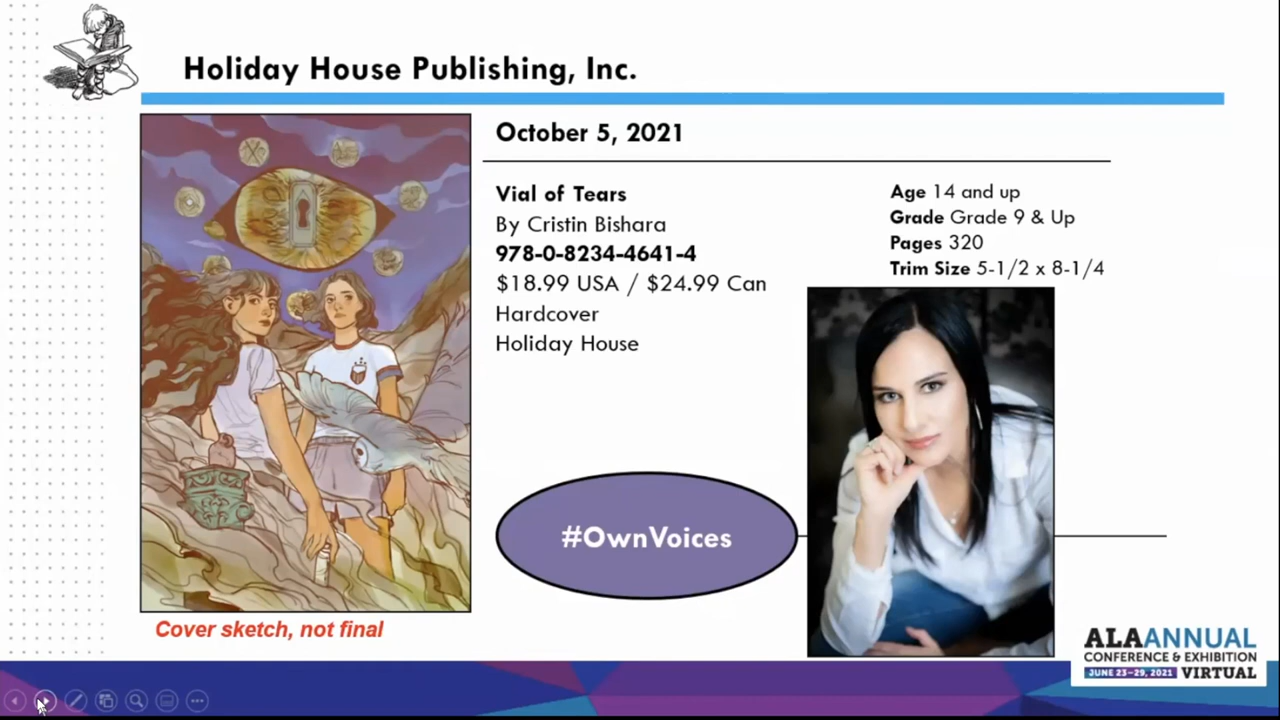 Holiday House Publishing, Inc.
October 5, 2021
Vial of Tears
By Cristin Bishara
978-0-8234-4641-4
$18.99 USA / $24.99 Can
Hardcover
Holiday House
Age 14 and up
Grade Grade 9 & Up
Pages 320
Trim Size 5-1/2 x 8-1/4
#OwnVoices
Cover sketch, not final
ALAANNUAL
CONFERENCE & EXHIBITION
JUNE 23–29, 2021 VIRTUAL